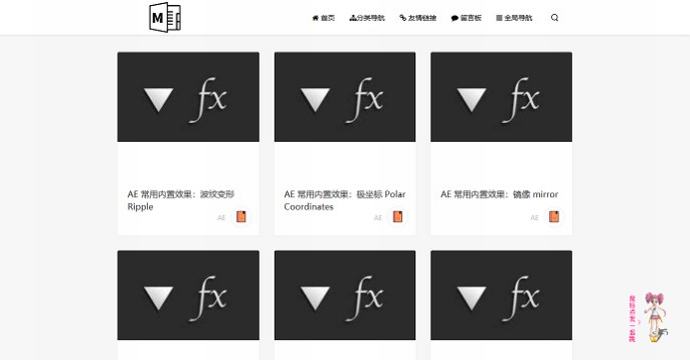 M
首页
分类导航
友情链接
留言板
全局导航
fx
fx
fx
AE 常用内置效果：波纹变形
Ripple
AE
AE 常用内置效果：极坐标 Polar
Coordinates
AE
AE 常用内置效果：镜像 mirror
AE
fx
fx
fx